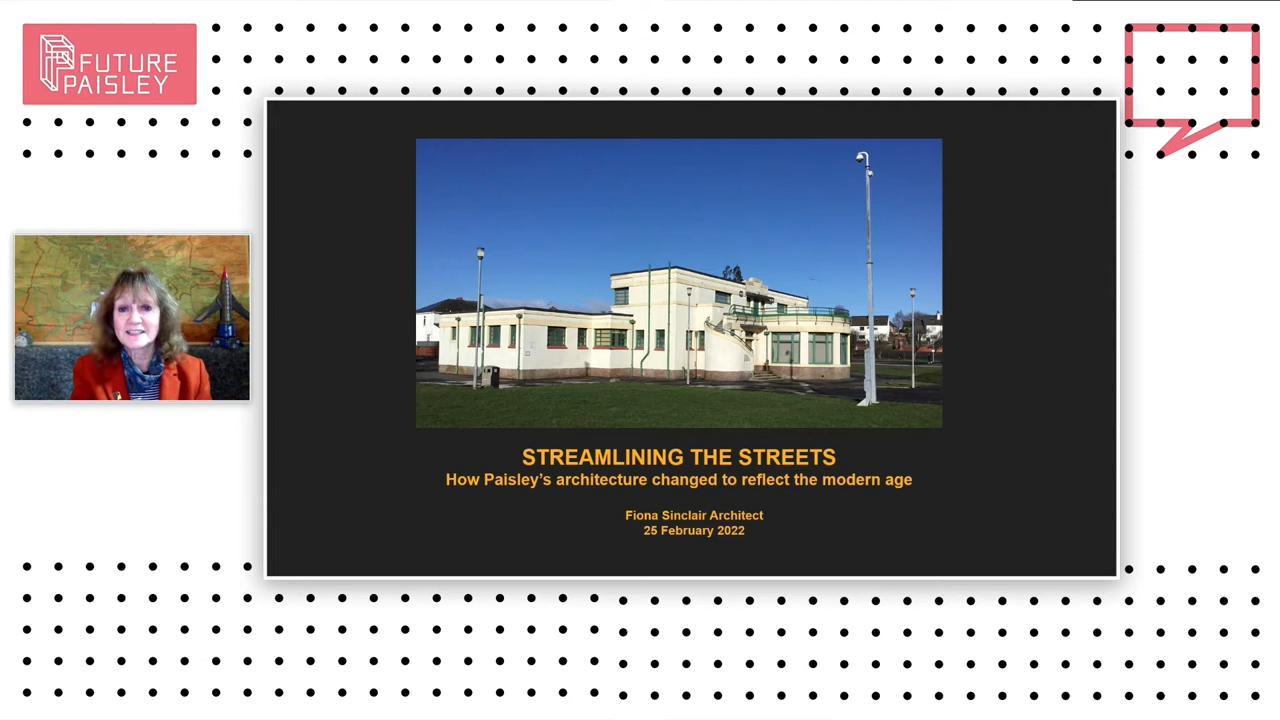 FUTURE
PAISLEY
STREAMLINING THE STREETS
How Paisley's architecture changed to reflect the modern age
Fiona Sinclair Architect
25 February 2022